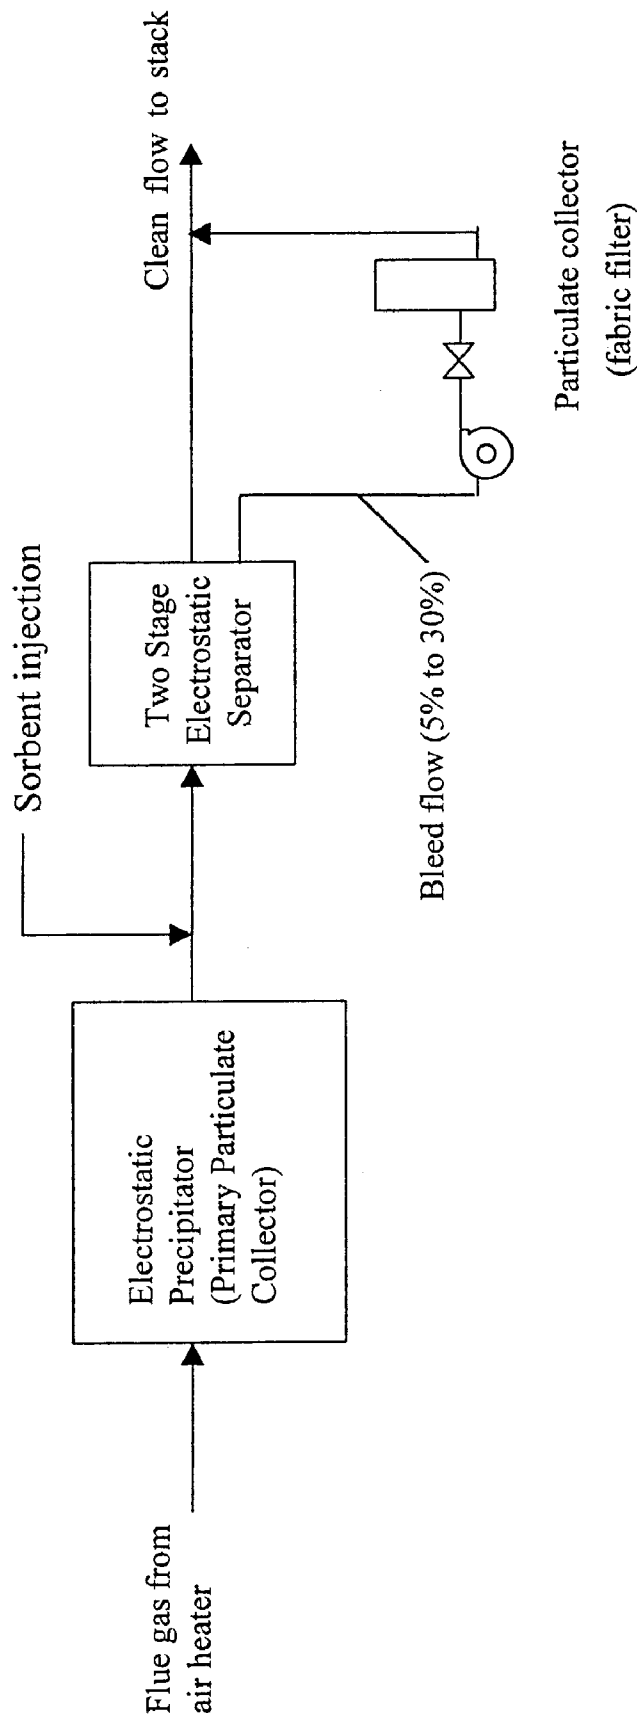 Flue gas from
air heater
Electrostatic
Precipitator
(Primary Particulate
Collector)
Sorbent injection
Two Stage
Electrostatic
Separator
Bleed flow (5% to 30%)
Clean flow to stack
Particulate collector
(fabric filter)